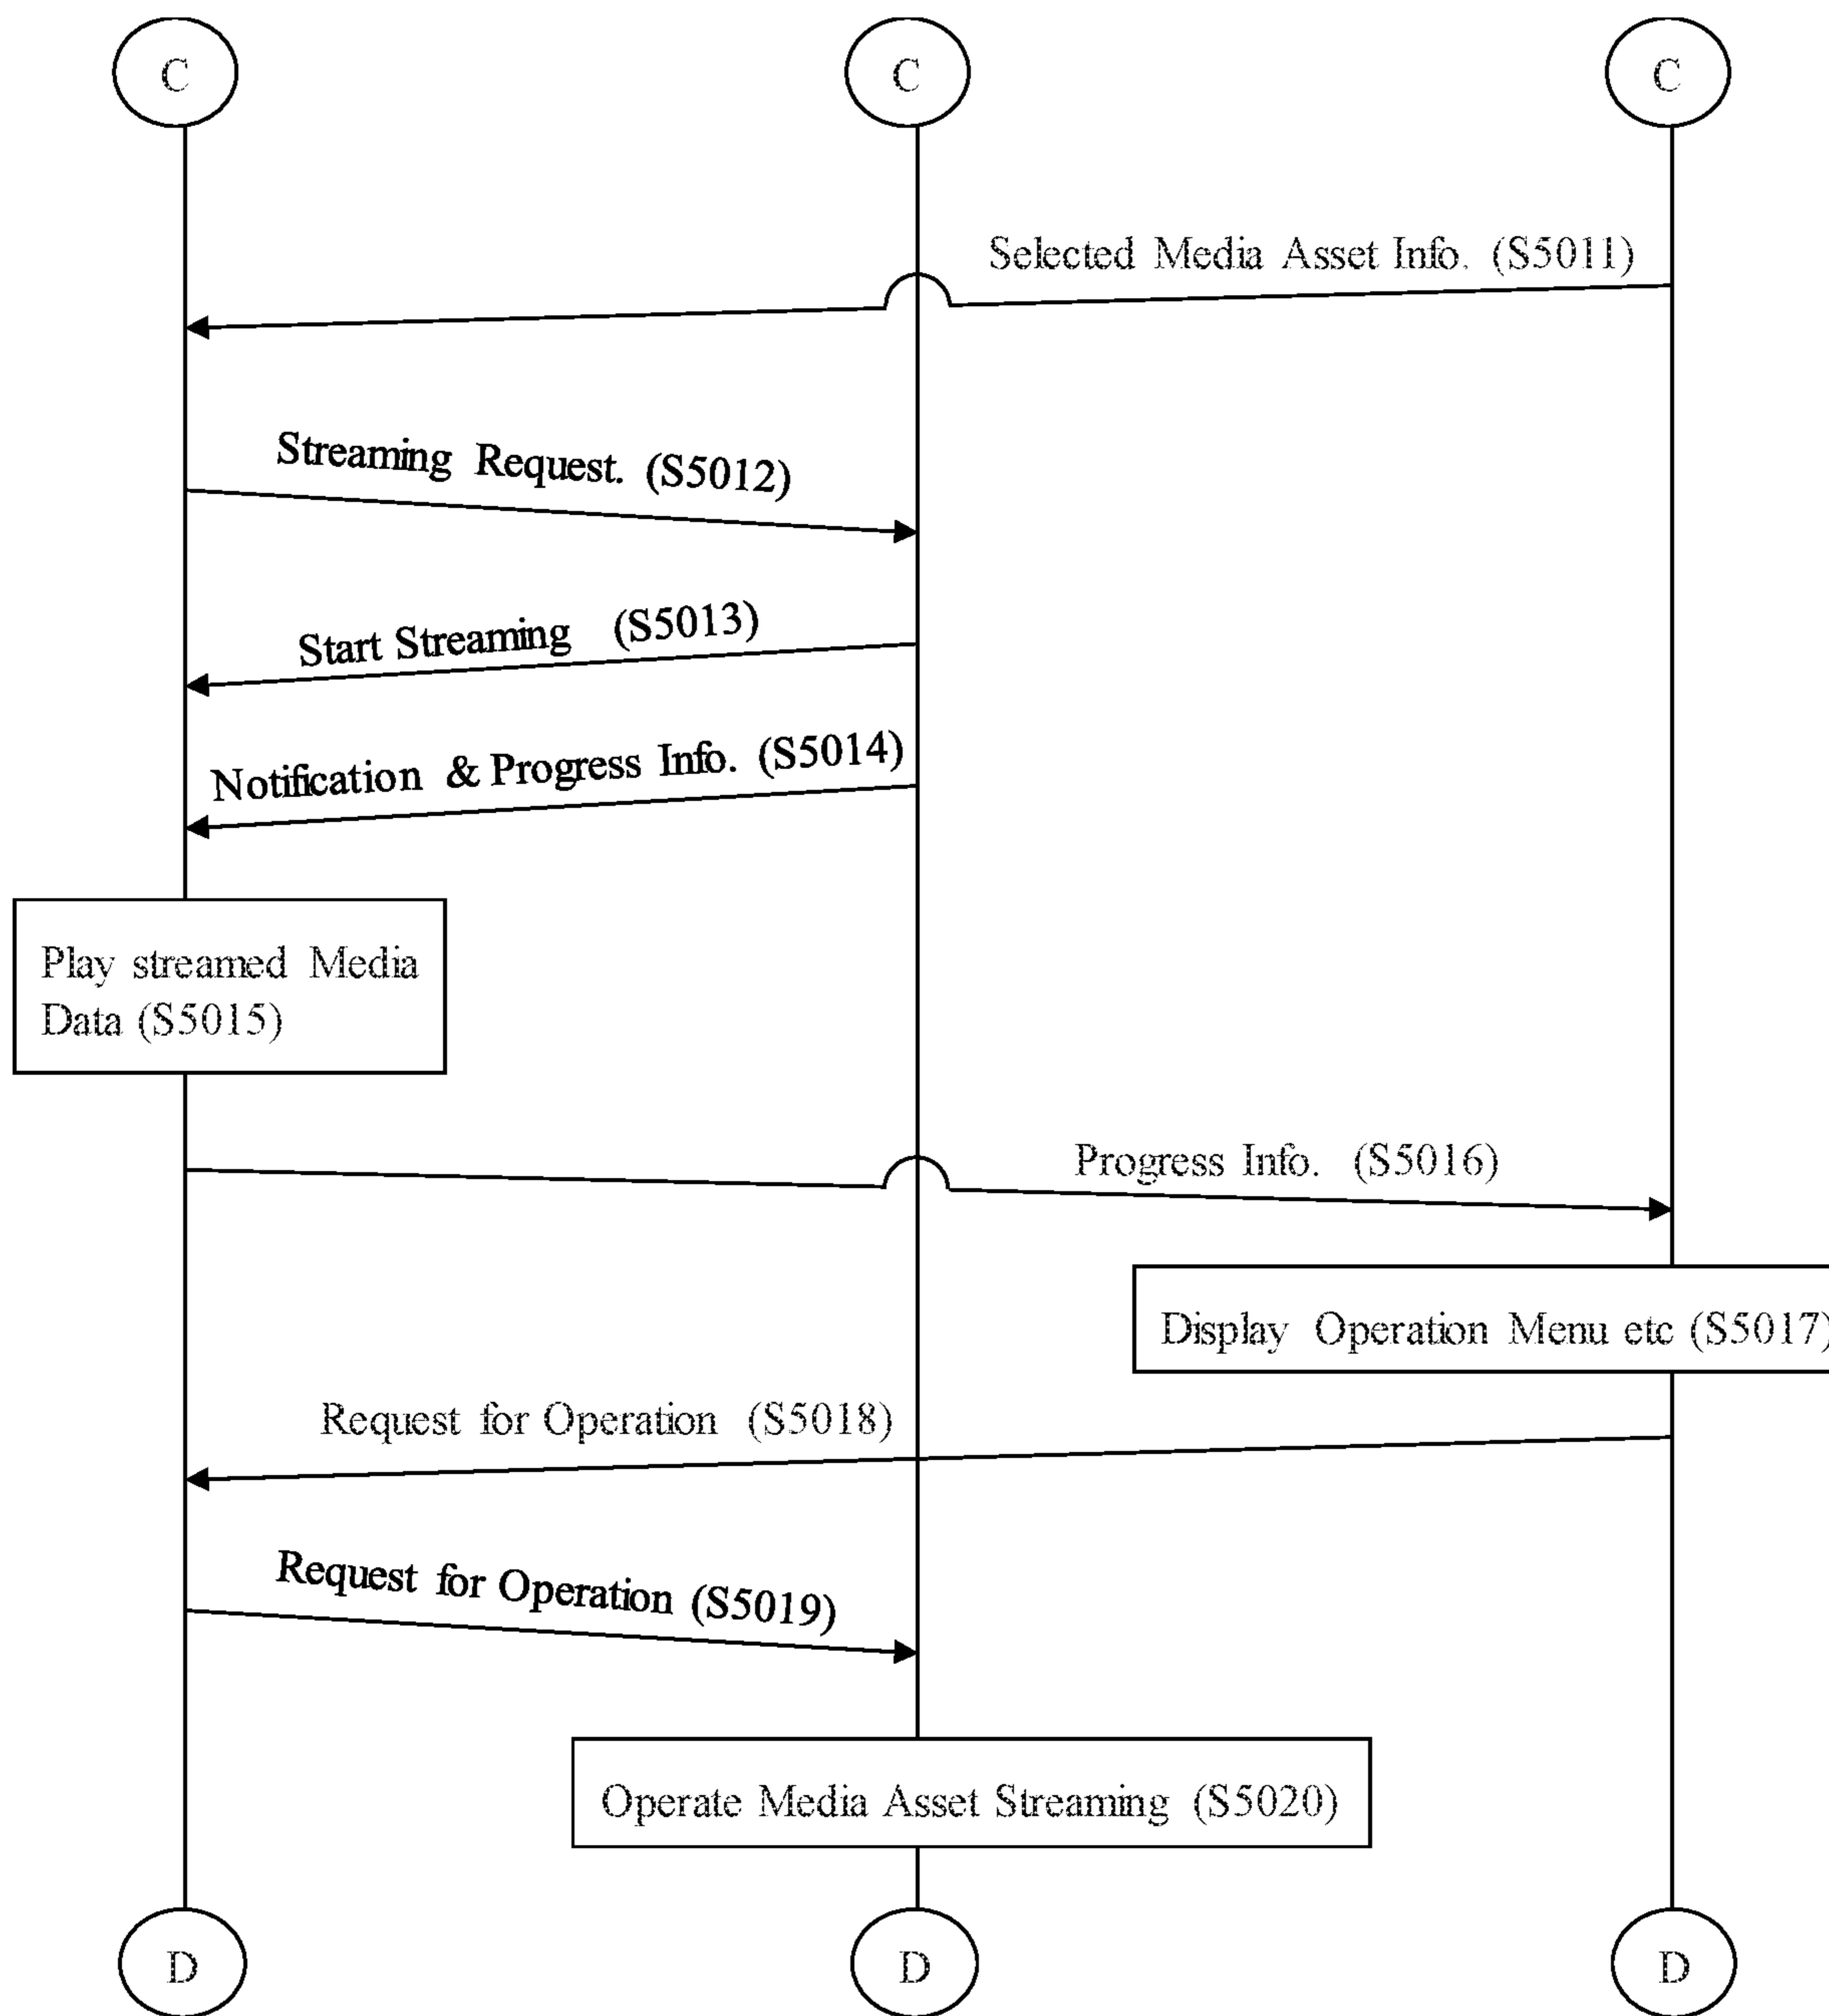 C
C
C
Selected Media Asset Info. (S5011)
Streaming Request. (S5012)
Start Streaming (S5013)
Notification & Progress Info. (S5014)
Play streamed Media
Data (S5015)
Progress Info. (S5016)
Display Operation Menu etc (S5017)
Request for Operation (S5018)
Request for Operation (S5019)
Operate Media Asset Streaming (S5020)
D
D
D